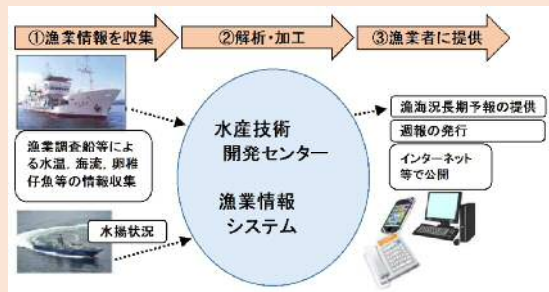 ①漁業情報を収集
②解析・加工
③漁業者に提供
漁業調査船等によ
る水温,海流,卵稚
仔魚等の情報収集
水揚状況
水産技術
開発センター
漁業情報
システム
漁海況長期予報の提供
週報の発行
インターネット
等で公開